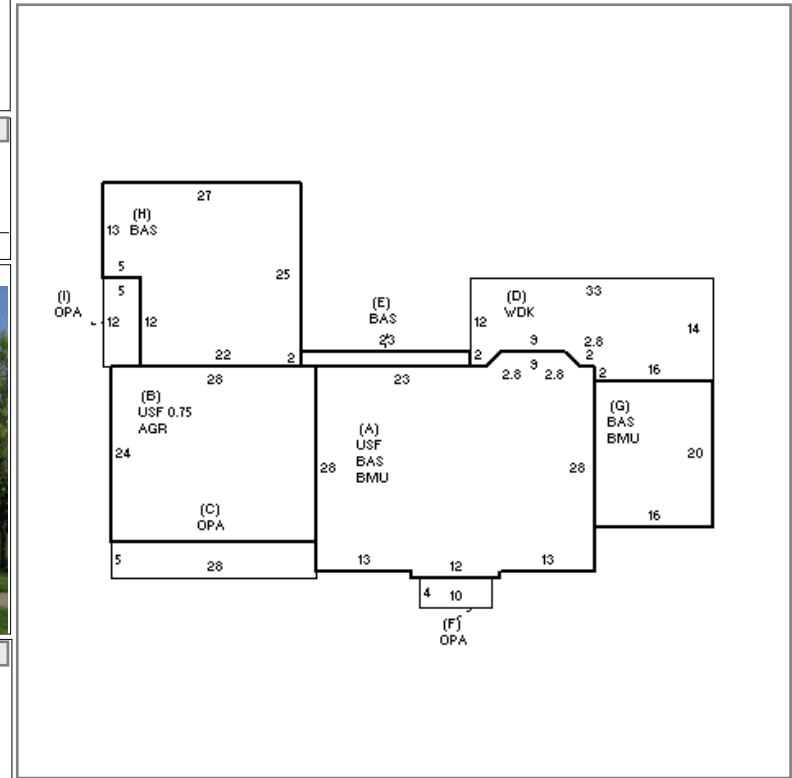 27
(H)
13 BAS
5
5
25
(I)
OPA
12
12
22
2
(E)
BAS
23
33
(D)
WDK
12
14
9
2.8
2
2
9
2.8
2.8
2
16
28
(B)
USF 0.75
AGR
24
(C)
OPA
5
28
23
(A)
USF
BAS
BMU
28
28
13
12
13
(G)
BAS
BMU
20
16
4
10
(F)
OPA